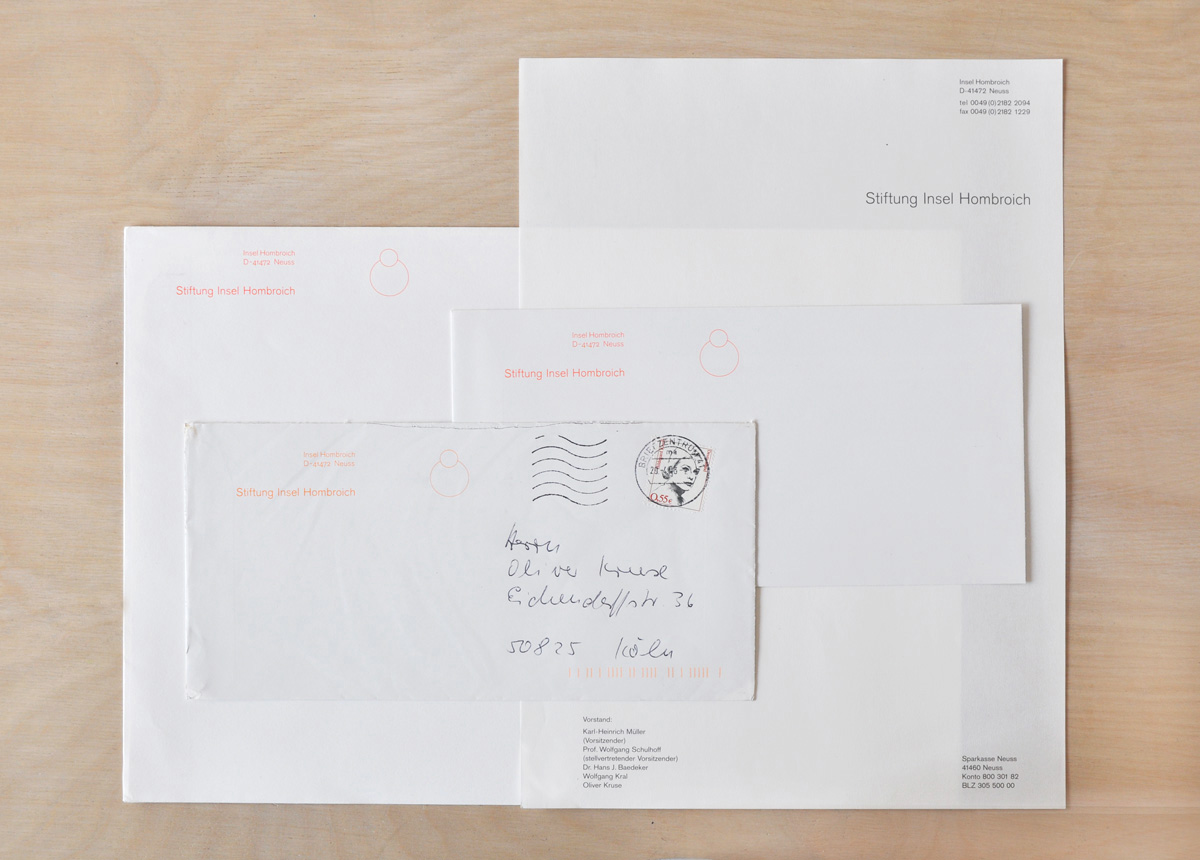 Insel Hombroich
D-41472 Neuss
tel 0049 (0) 2182 2094
fax 0049 (0) 2182 1229
Stiftung Insel Hombroich
Insel Hombroich
D-41472 Neuss
Stiftung Insel Hombroich
Insel Hombroich
D-41472 Neuss
Stiftung Insel Hombroich
Insel Hombroich
D-41472 Neuss
Stiftung Insel Hombroich
BRIEFZENTRUM
0,55€
Herrn
Oliver Kruse
Eichendorffstr. 36
50825 Köln
Vorstand:
Karl-Heinrich Müller
(Vorsitzender)
Prof. Wolfgang Schulhoff
(stellvertretender Vorsitzender)
Dr. Hans J. Baedeker
Wolfgang Kral
Oliver Kruse
Sparkasse Neuss
41460 Neuss
Konto 800 301 82
BLZ 305 500 00